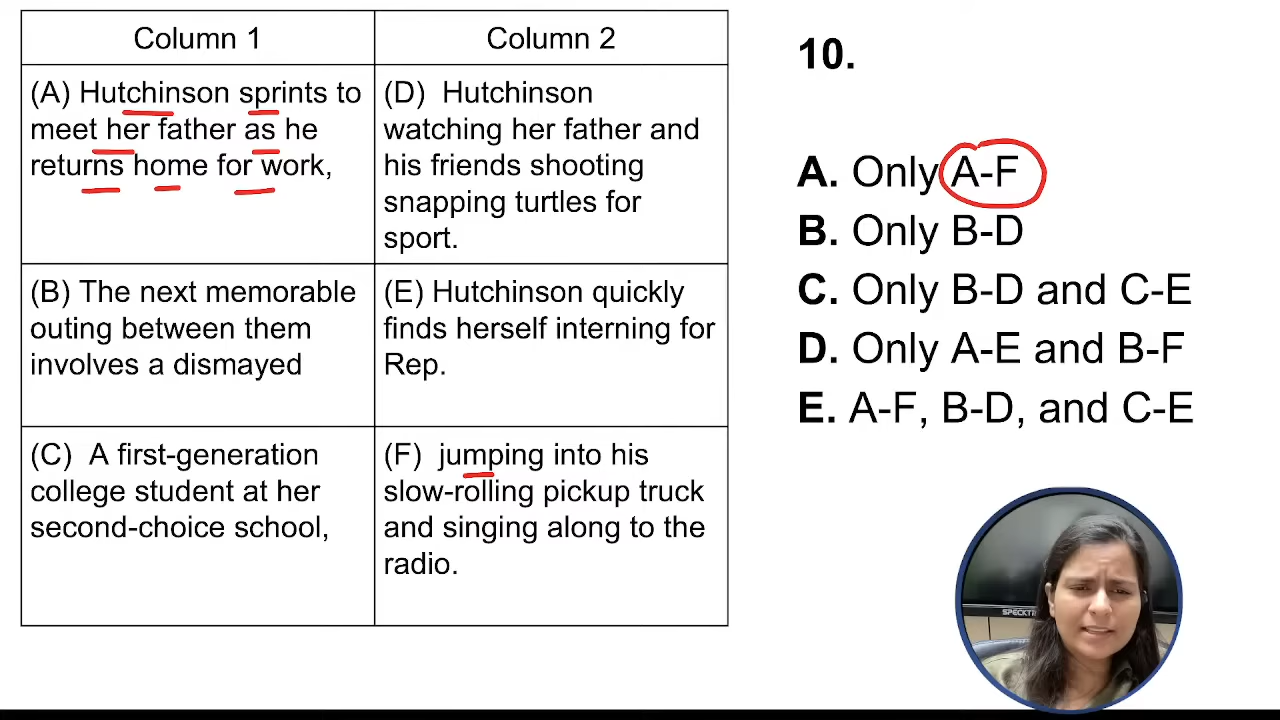 Column 1
Column 2
(A) Hutchinson sprints to
meet her father as he
returns home for work,
(D) Hutchinson
watching her father and
his friends shooting
snapping turtles for
sport.
(B) The next memorable
outing between them
involves a dismayed
(E) Hutchinson quickly
finds herself interning for
Rep.
(C) A first-generation
college student at her
second-choice school,
(F) jumping into his
slow-rolling pickup truck
and singing along to the
radio.
10.
A. Only A-F
B. Only B-D
C. Only B-D and C-E
D. Only A-E and B-F
E. A-F, B-D, and C-E